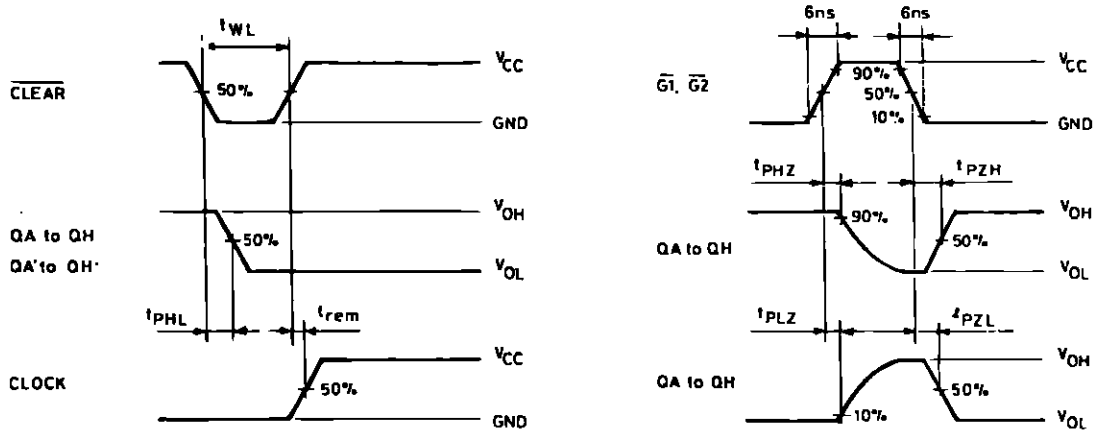 t WL
CLEAR
50%
VCC
GND
QA to QH
QA'to QH'
VOH
50%
VOL
tPHL
trem
CLOCK
VCC
50%
GND
6ns
6ns
G1, G2
VCC
90%
50%
10%
GND
tPHZ
tPZH
QA to QH
VOH
90%
50%
VOL
tPLZ
tPZL
QA to QH
VOH
50%
10%
VOL